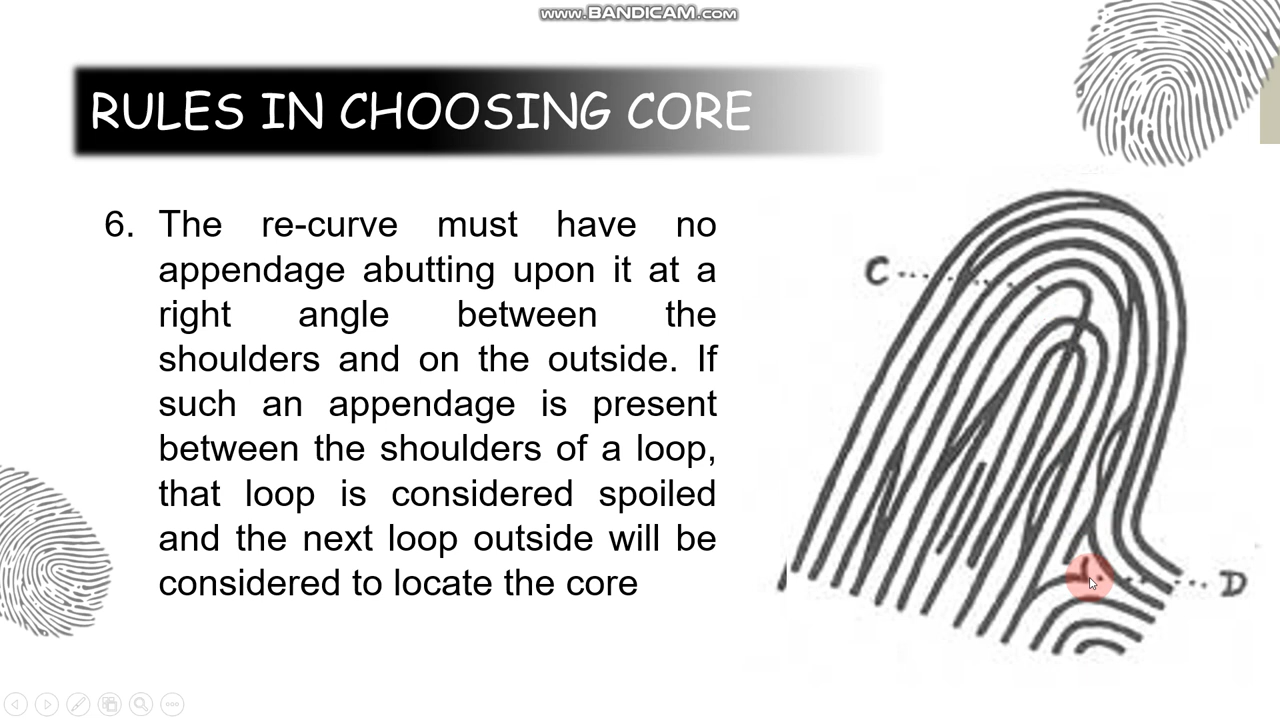 www.BANDICAM.com
RULES IN CHOOSING CORE
6. The re-curve must have no
appendage abutting upon it at a
right angle between the
shoulders and on the outside. If
such an appendage is present
between the shoulders of a loop,
that loop is considered spoiled
and the next loop outside will be
considered to locate the core
C
D